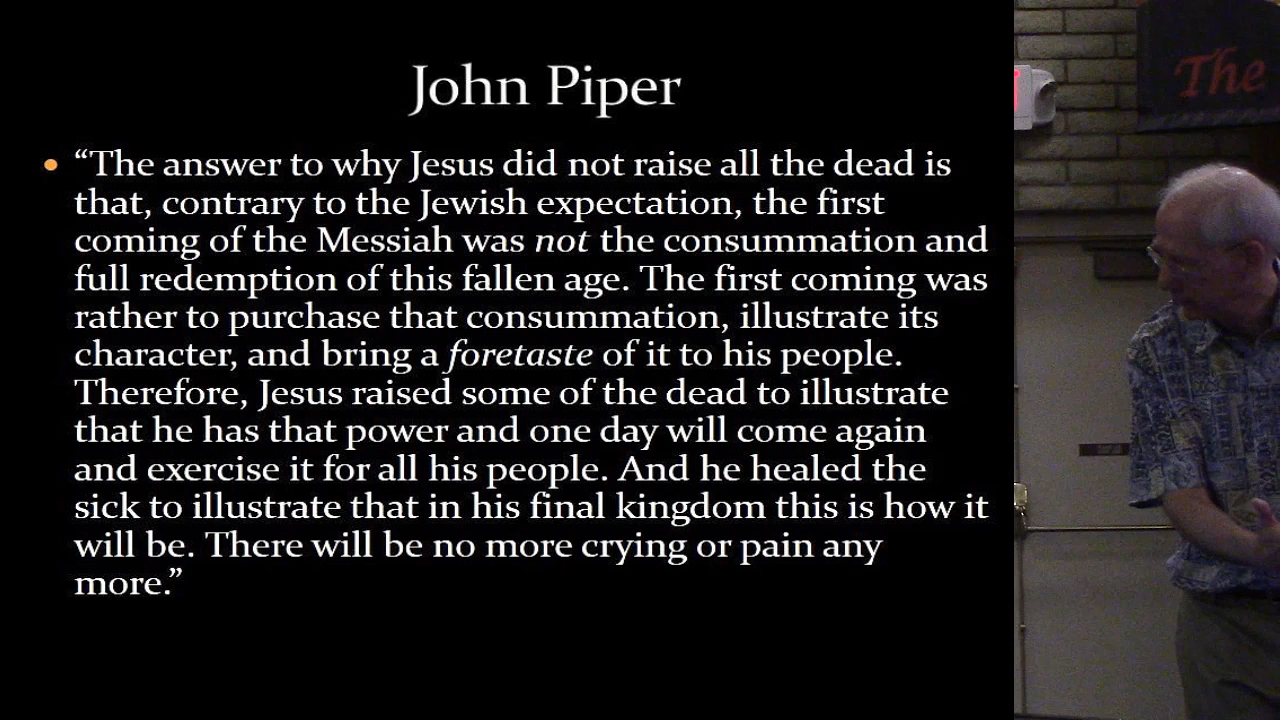 John Piper
“The answer to why Jesus did not raise all the dead is
that, contrary to the Jewish expectation, the first
coming of the Messiah was not the consummation and
full redemption of this fallen age. The first coming was
rather to purchase that consummation, illustrate its
character, and bring a foretaste of it to his people.
Therefore, Jesus raised some of the dead to illustrate
that he has that power and one day will come again
and exercise it for all his people. And he healed the
sick to illustrate that in his final kingdom this is how it
will be. There will be no more crying or pain any
more.”
The